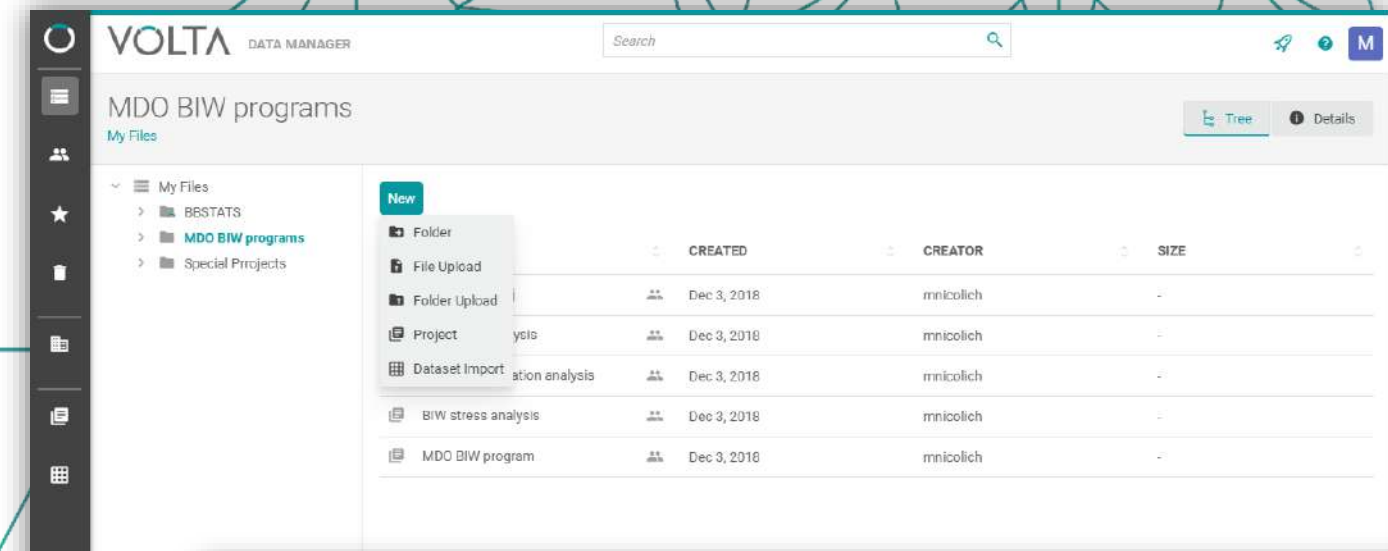 VOLTA DATA MANAGER
Search
M
MDO BIW programs
My Files
Tree
Details
My Files
BBSTATS
MDO BIW programs
Special Prrojects
New
Folder
File Upload
Folder Upload
Project
Dataset Import
CREATED CREATOR SIZE
Dec 3, 2018 mnicolich -
ysis Dec 3, 2018 mnicolich -
ation analysis Dec 3, 2018 mnicolich -
BIW stress analysis Dec 3, 2018 mnicolich -
MDO BIW program Dec 3, 2018 mnicolich -